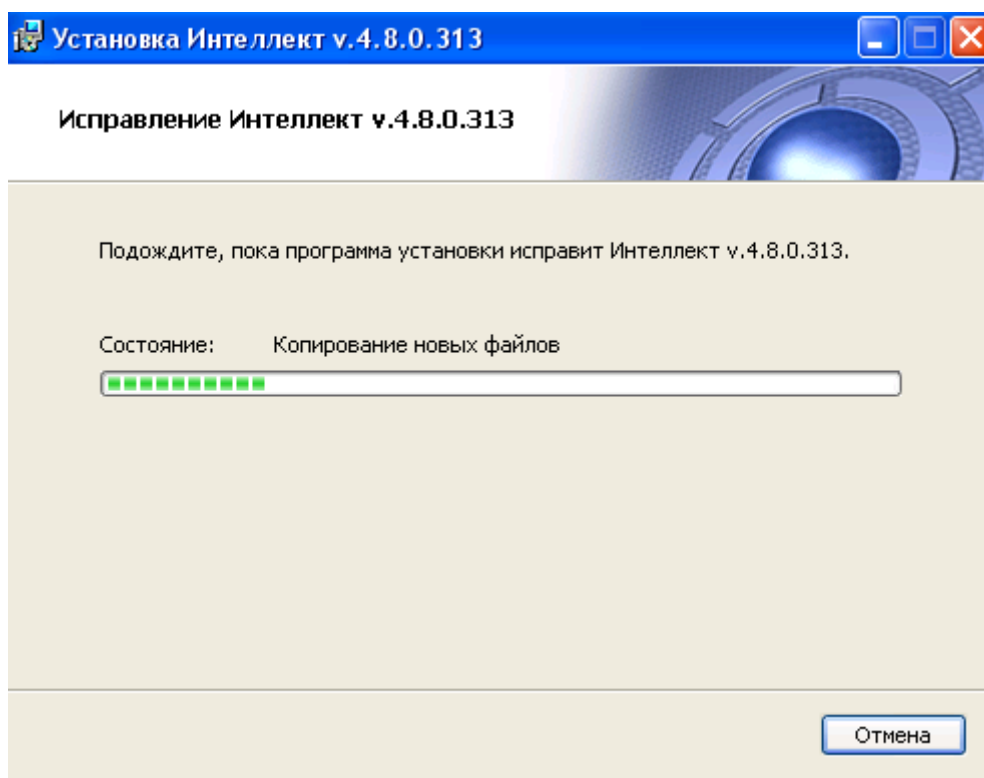 Установка Интеллект v.4.8.0.313
Исправление Интеллект v.4.8.0.313
Подождите, пока программа установки исправит Интеллект v.4.8.0.313.
Состояние: Копирование новых файлов
Отмена